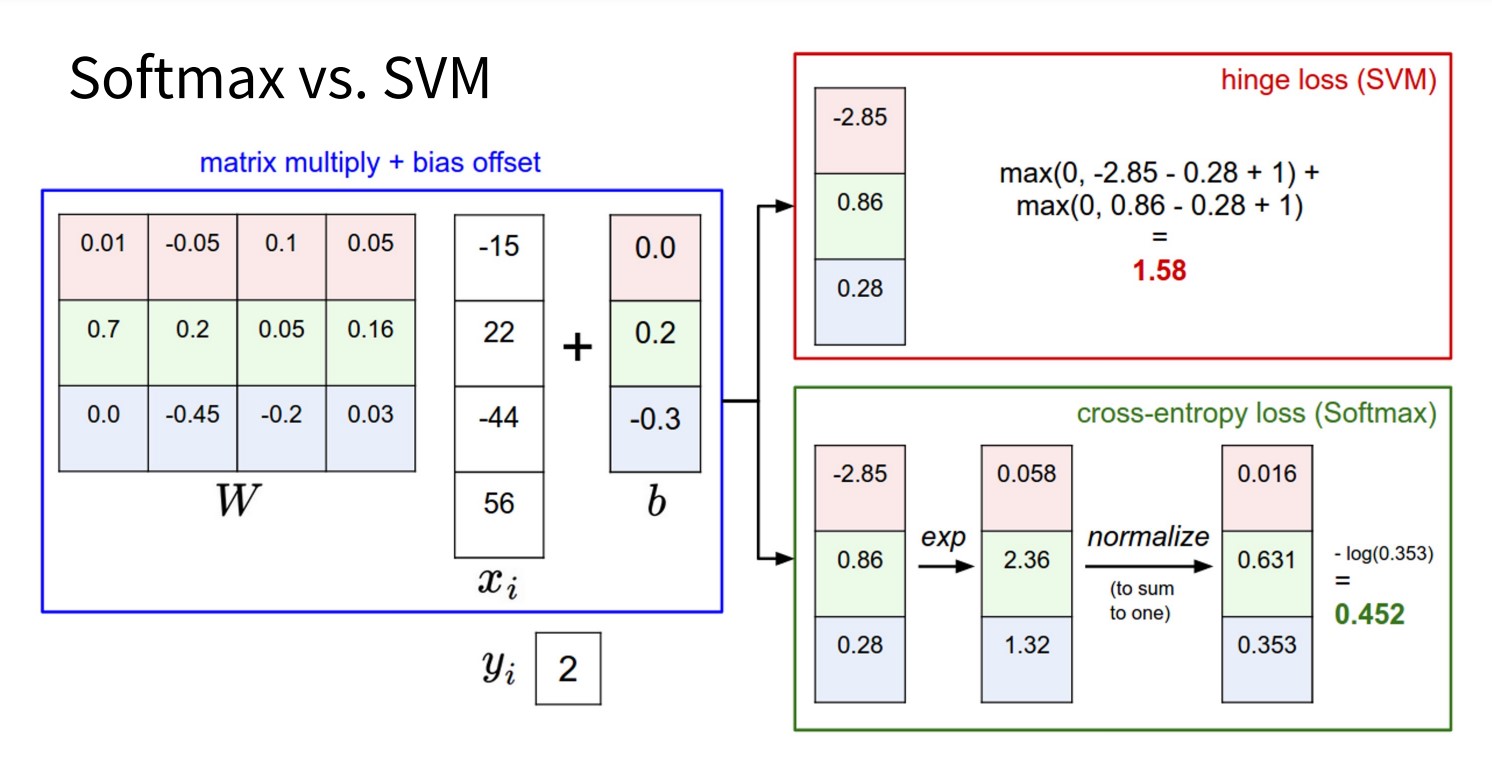 Softmax vs. SVM
matrix multiply + bias offset
0.01 -0.05 0.1 0.05
0.7 0.2 0.05 0.16
0.0 -0.45 -0.2 0.03
W
-15
22
-44
56
xᵢ
+
0.0
0.2
-0.3
b
yᵢ 2
hinge loss (SVM)
-2.85
0.86
0.28
max(0, -2.85 - 0.28 + 1) +
max(0, 0.86 - 0.28 + 1)
=
1.58
cross-entropy loss (Softmax)
-2.85
0.86
0.28
exp
0.058
2.36
1.32
normalize
(to sum
to one)
0.016
0.631
0.353
- log(0.353)
=
0.452